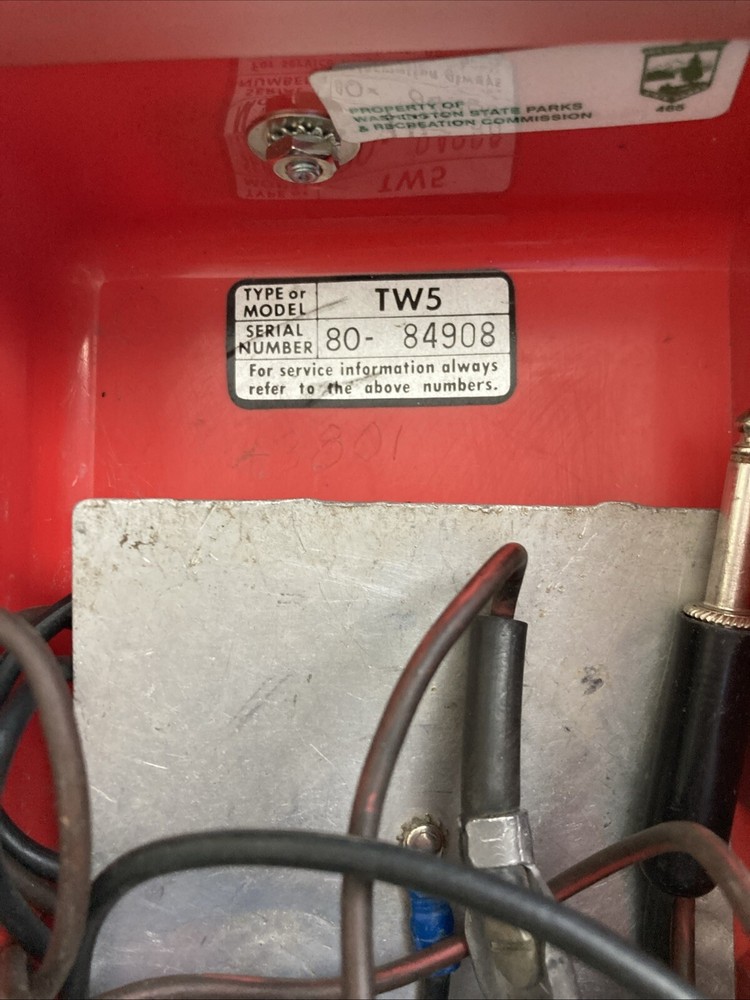 PROPERTY OF
WASHINGTON STATE PARKS
& RECREATION COMMISSION
465
TYPE or MODEL TW5
SERIAL NUMBER 80- 84908
For service information always
refer to the above numbers.
301